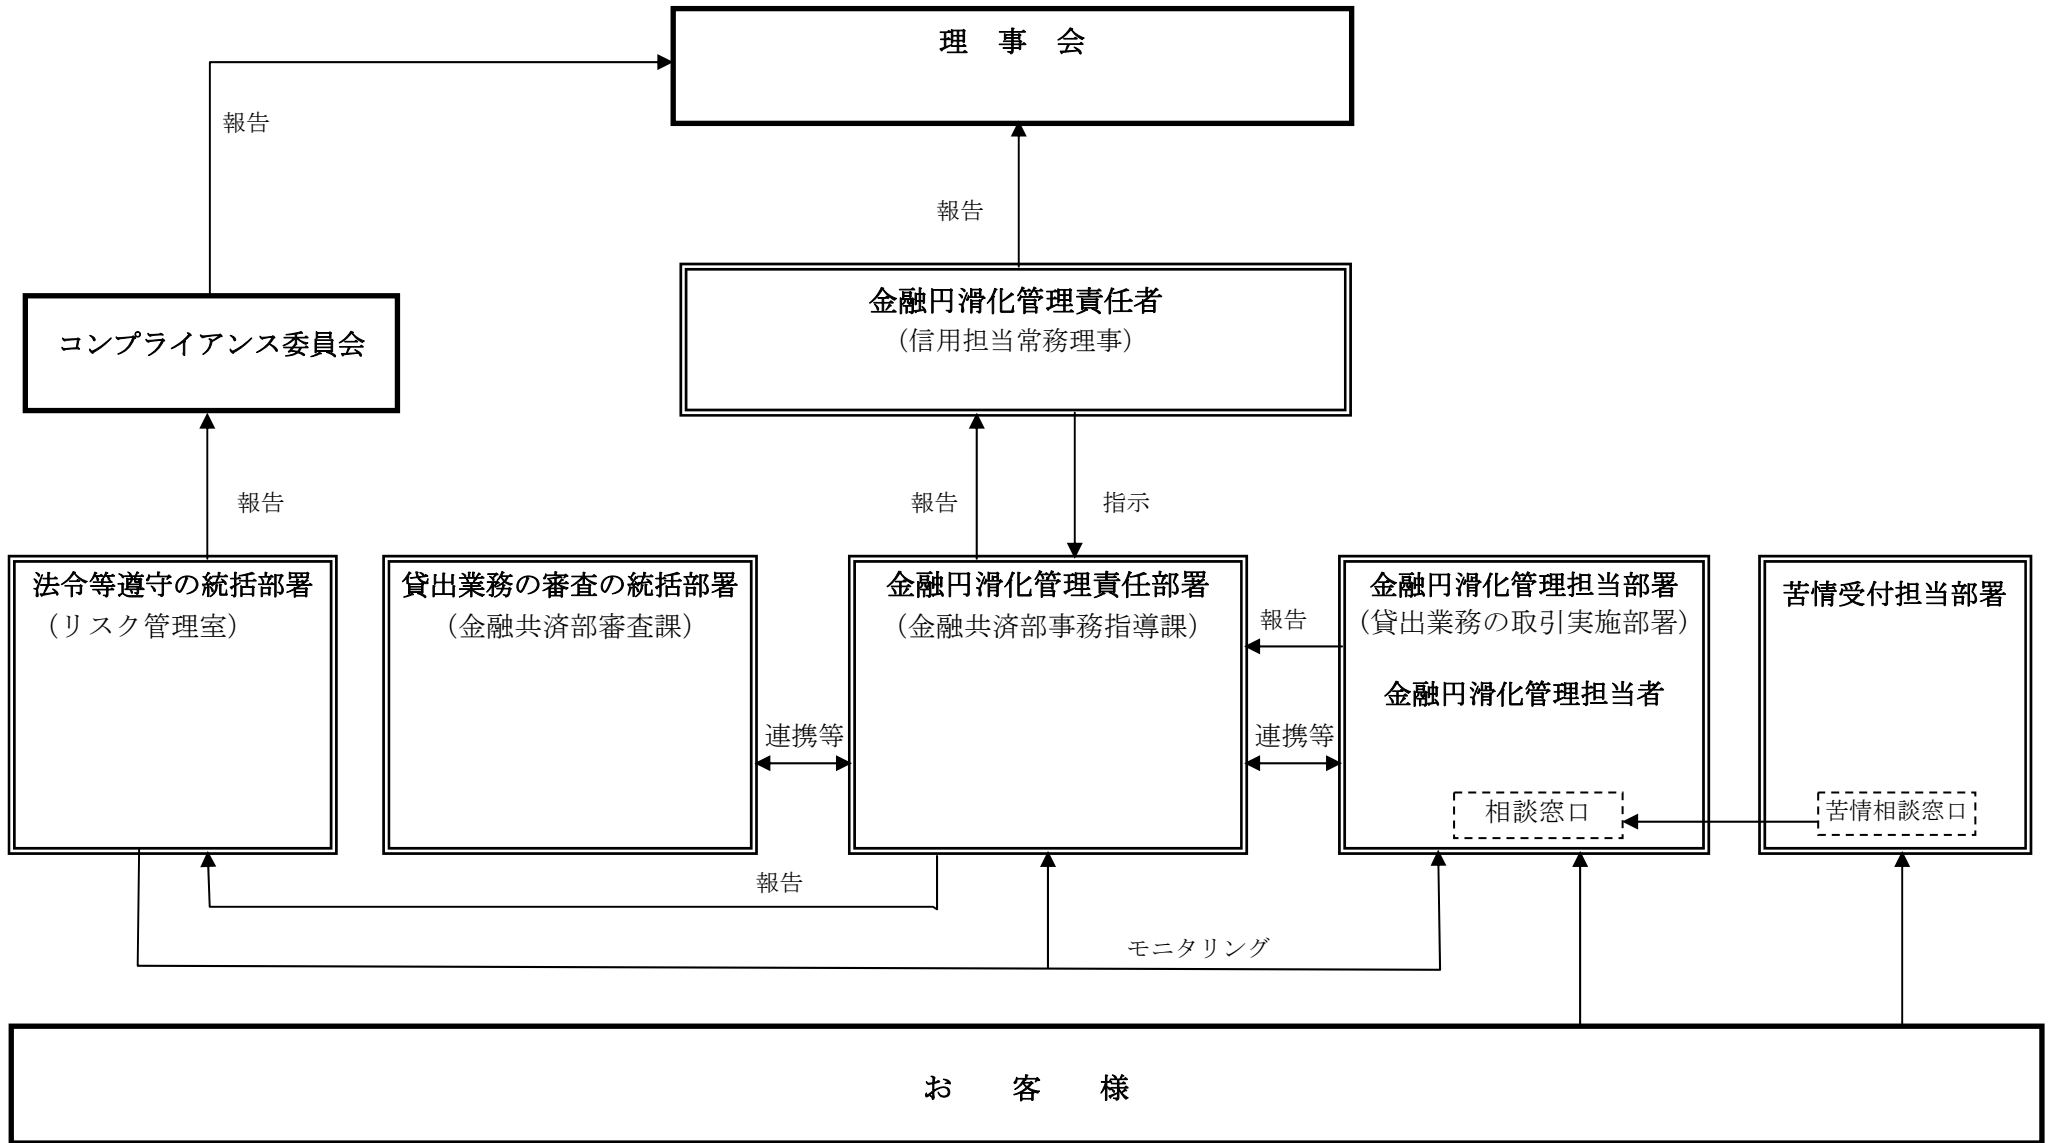 理　事　会
報告
報告
金融円滑化管理責任者
（信用担当常務理事）
コンプライアンス委員会
報告
報告
指示
法令等遵守の統括部署
（リスク管理室）
貸出業務の審査の統括部署
（金融共済部審査課）
金融円滑化管理責任部署
（金融共済部事務指導課）
報告
金融円滑化管理担当部署
（貸出業務の取引実施部署）
金融円滑化管理担当者
苦情受付担当部署
連携等
連携等
相談窓口
苦情相談窓口
報告
モニタリング
お　客　様